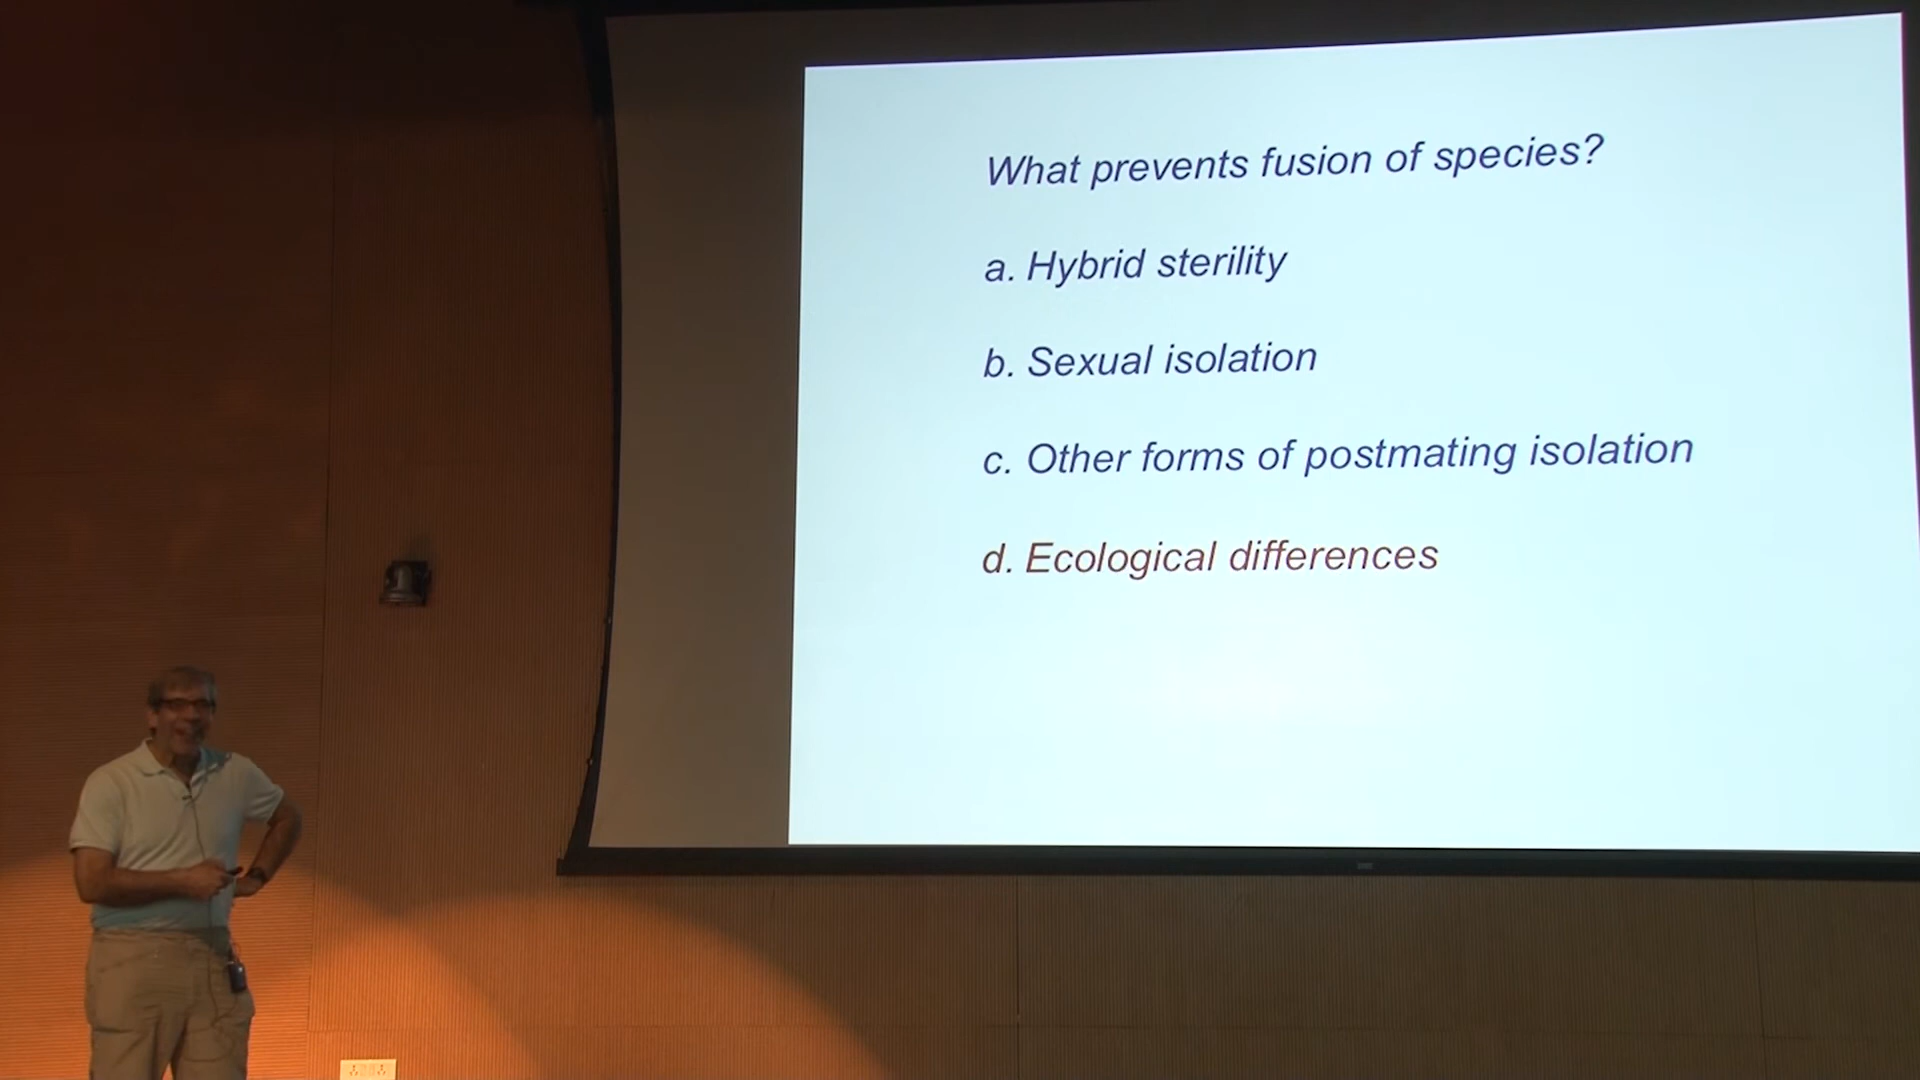 What prevents fusion of species?
a. Hybrid sterility
b. Sexual isolation
c. Other forms of postmating isolation
d. Ecological differences